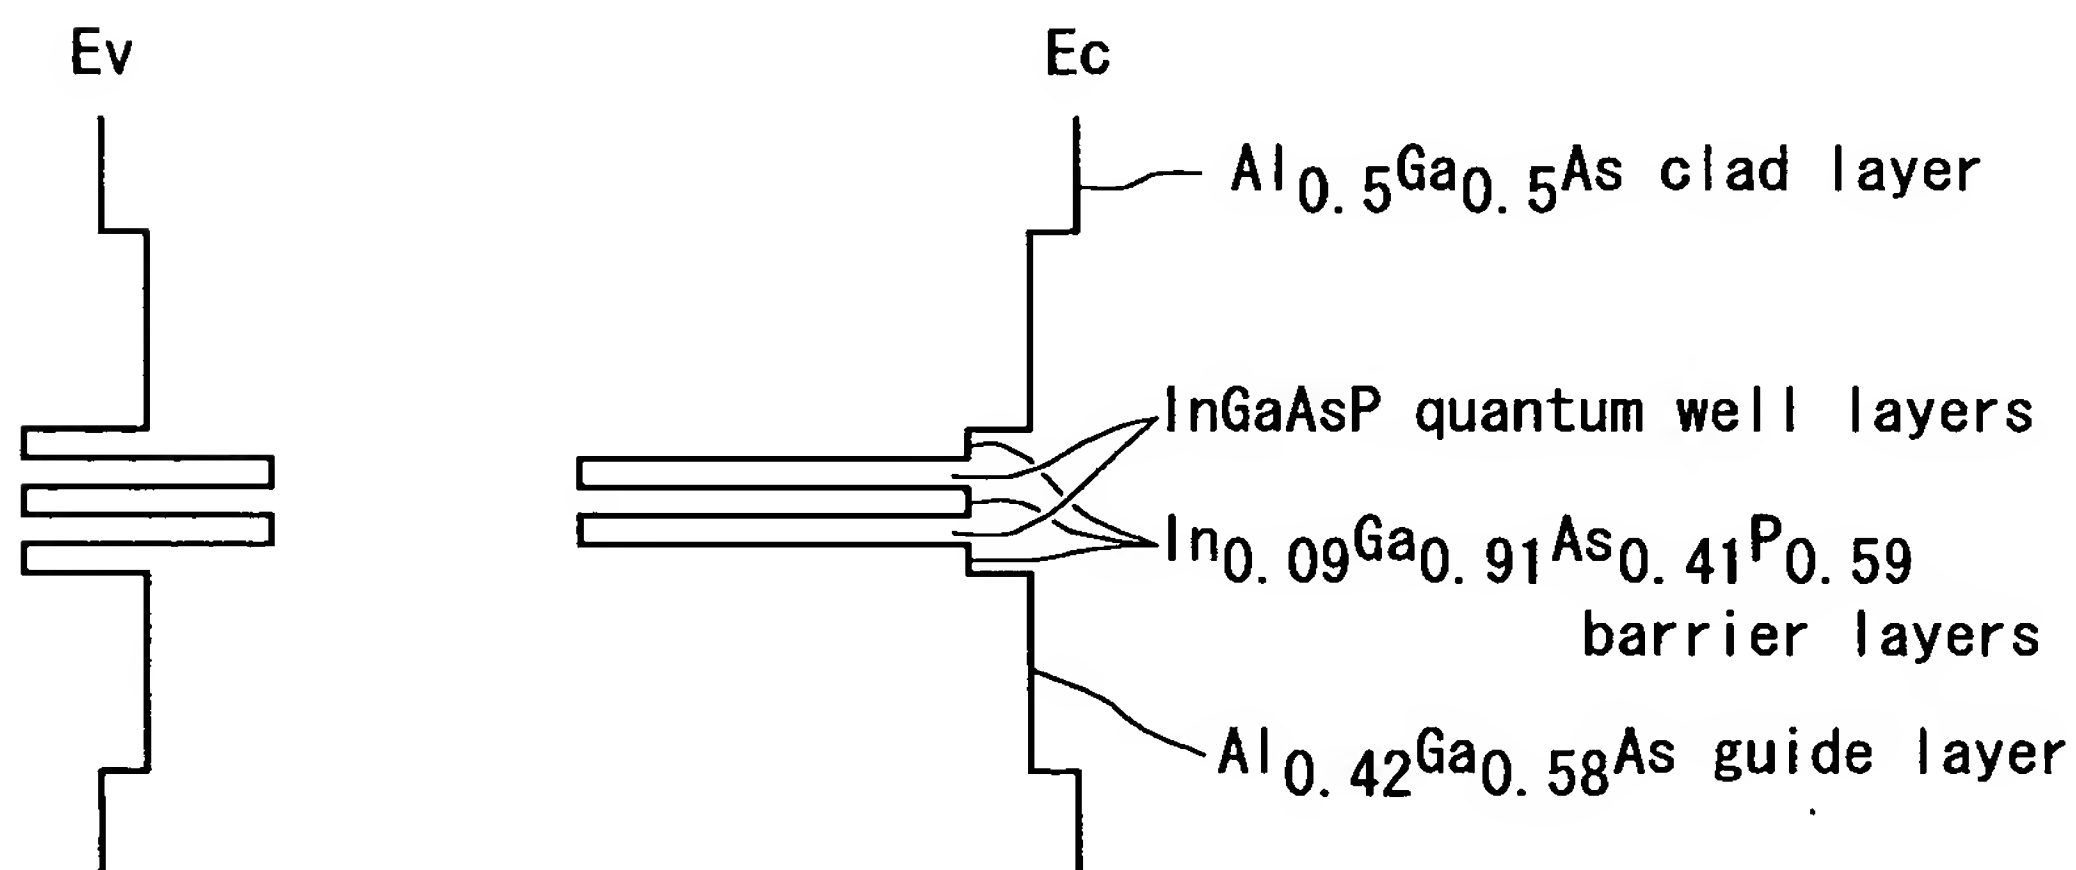 Ev
Ec
Al0.5Ga0.5As clad layer
InGaAsP quantum well layers
In0.09Ga0.91As0.41P0.59
barrier layers
Al0.42Ga0.58As guide layer